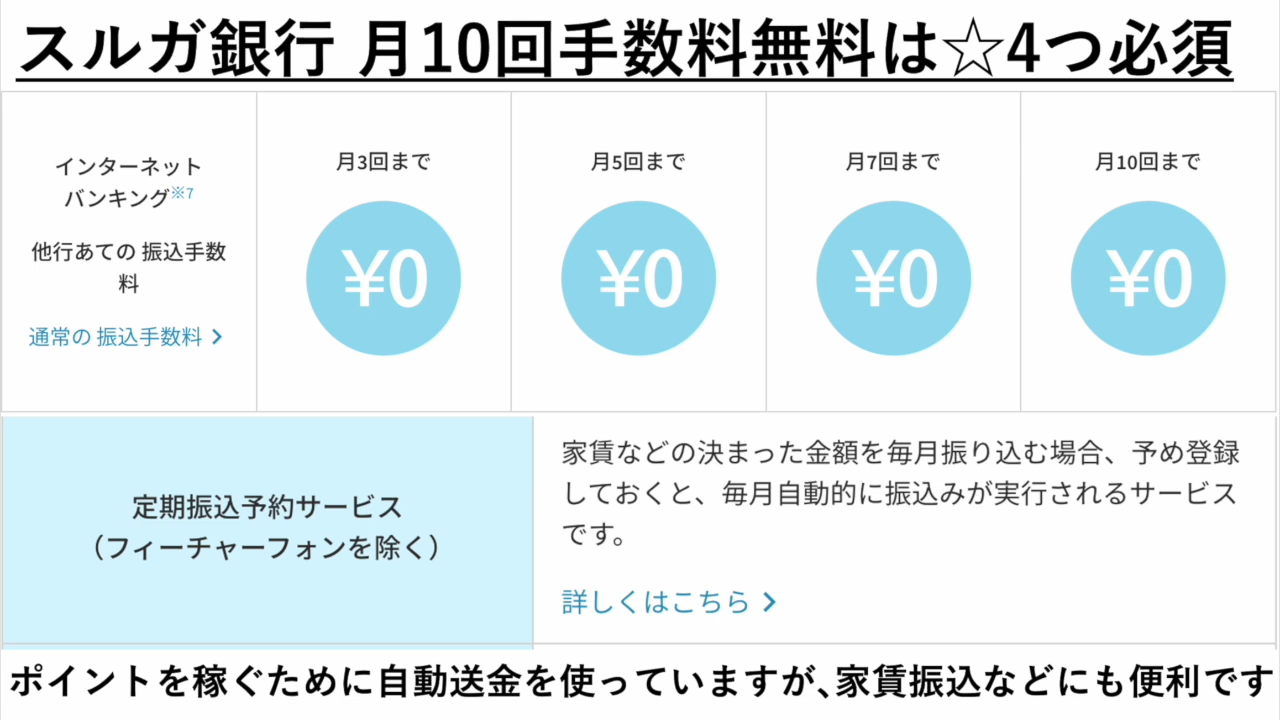 スルガ銀行 月10回手数料無料は☆4つ必須
インターネット
バンキング※7
他行あての 振込手数
料
通常の 振込手数料 >
月3回まで
¥0
月5回まで
¥0
月7回まで
¥0
月10回まで
¥0
定期振込予約サービス
（フィーチャーフォンを除く）
家賃などの決まった金額を毎月振り込む場合、予め登録
しておくと、毎月自動的に振込みが実行されるサービス
です。
詳しくはこちら >
ポイントを稼ぐために自動送金を使っていますが、家賃振込などにも便利です